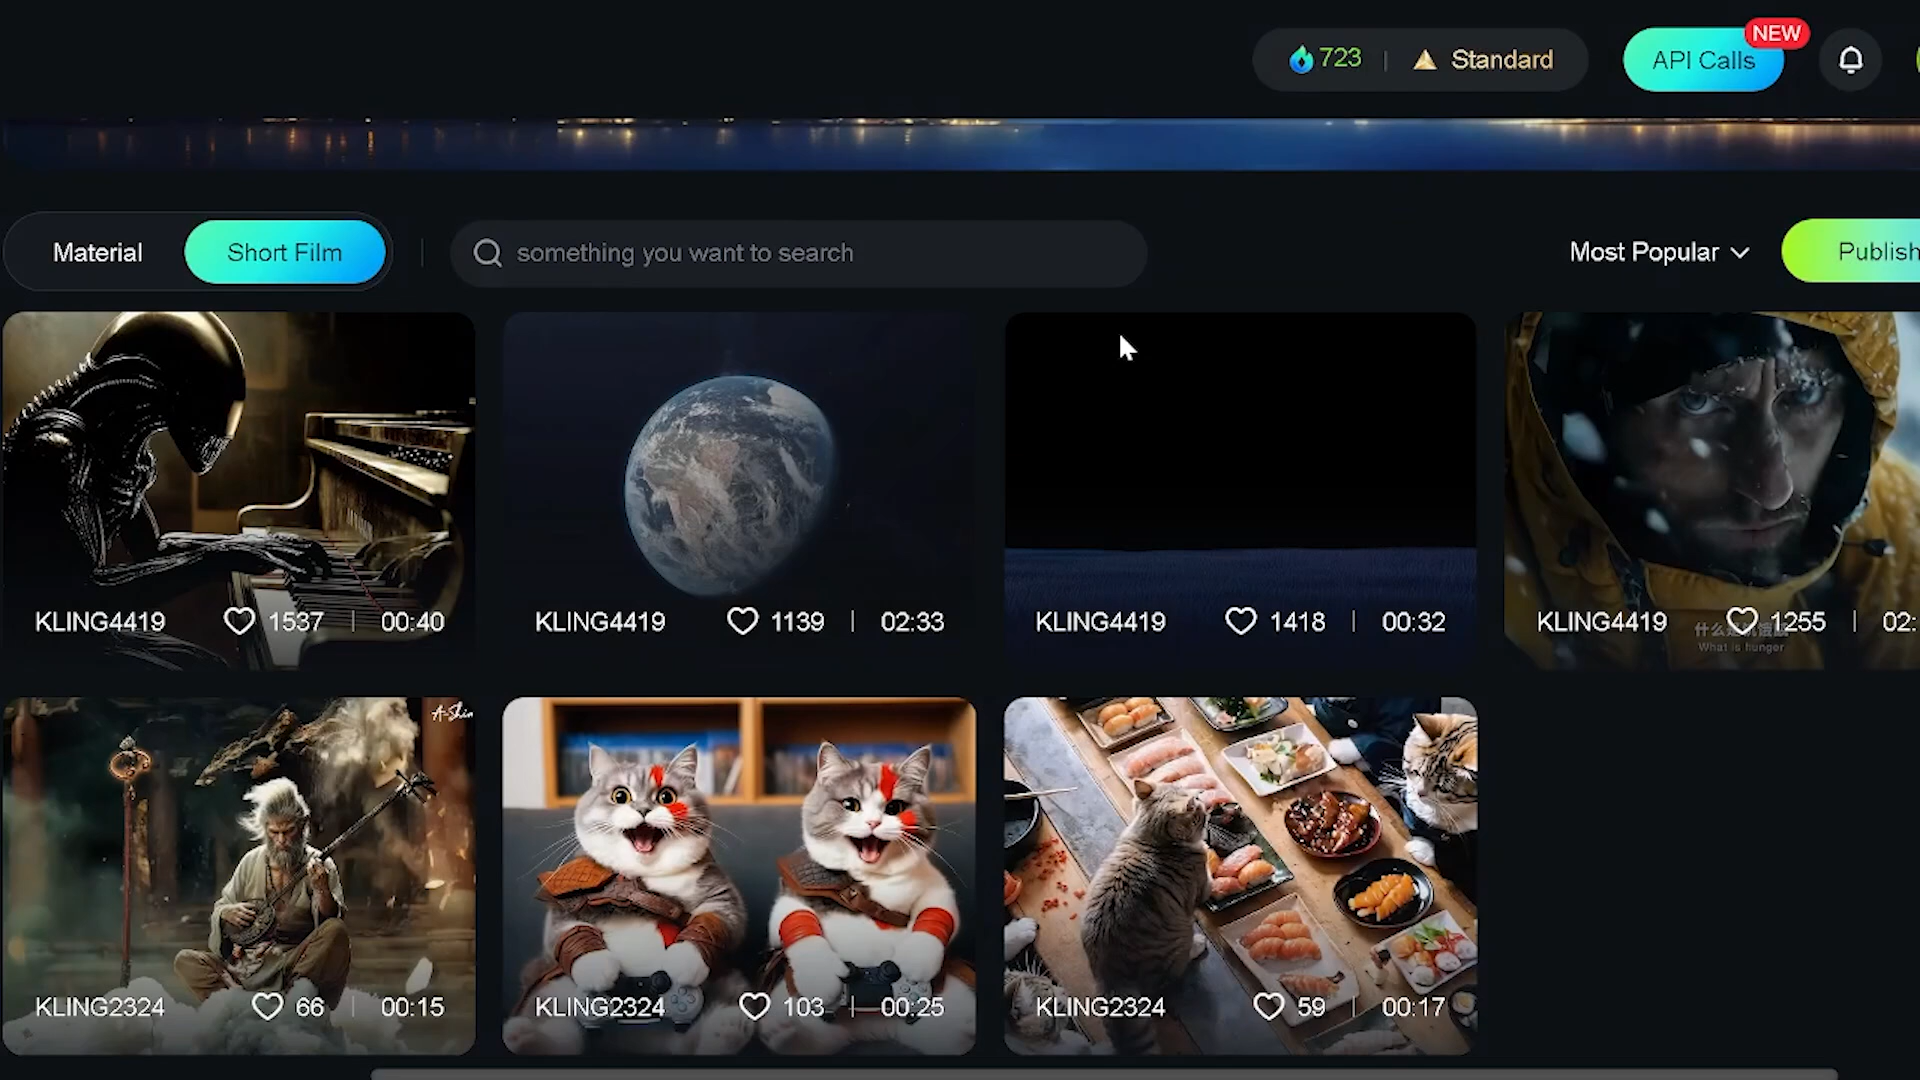 NEW
723 | Standard
API Calls
Material
Short Film
something you want to search
Most Popular
Publish
KLING4419 1537 | 00:40
KLING4419 1139 | 02:33
KLING4419 1418 | 00:32
KLING4419 1255 | 02:
What is hunger
A-Shin
KLING2324 66 | 00:15
KLING2324 103 | 00:25
KLING2324 59 | 00:17